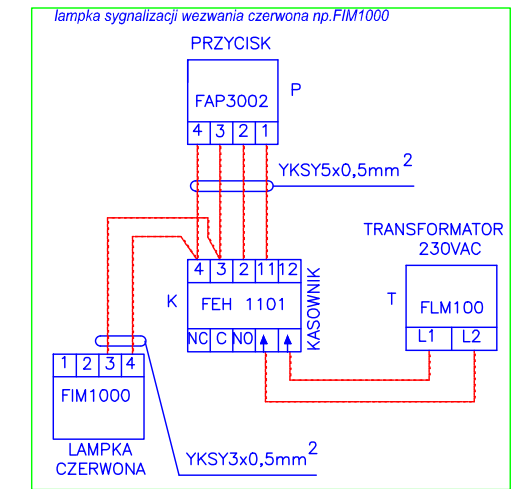 lampka sygnalizacji wezwania czerwona np.FIM1000
PRZYCISK
FAP3002
P
4 3 2 1
YKSY5x0,5mm2
TRANSFORMATOR
230VAC
4 3 2 11 12
K
FEH 1101
KASOWNIK
NC C NO
T
FLM100
L1 L2
1 2 3 4
FIM1000
LAMPKA
CZERWONA
YKSY3x0,5mm2